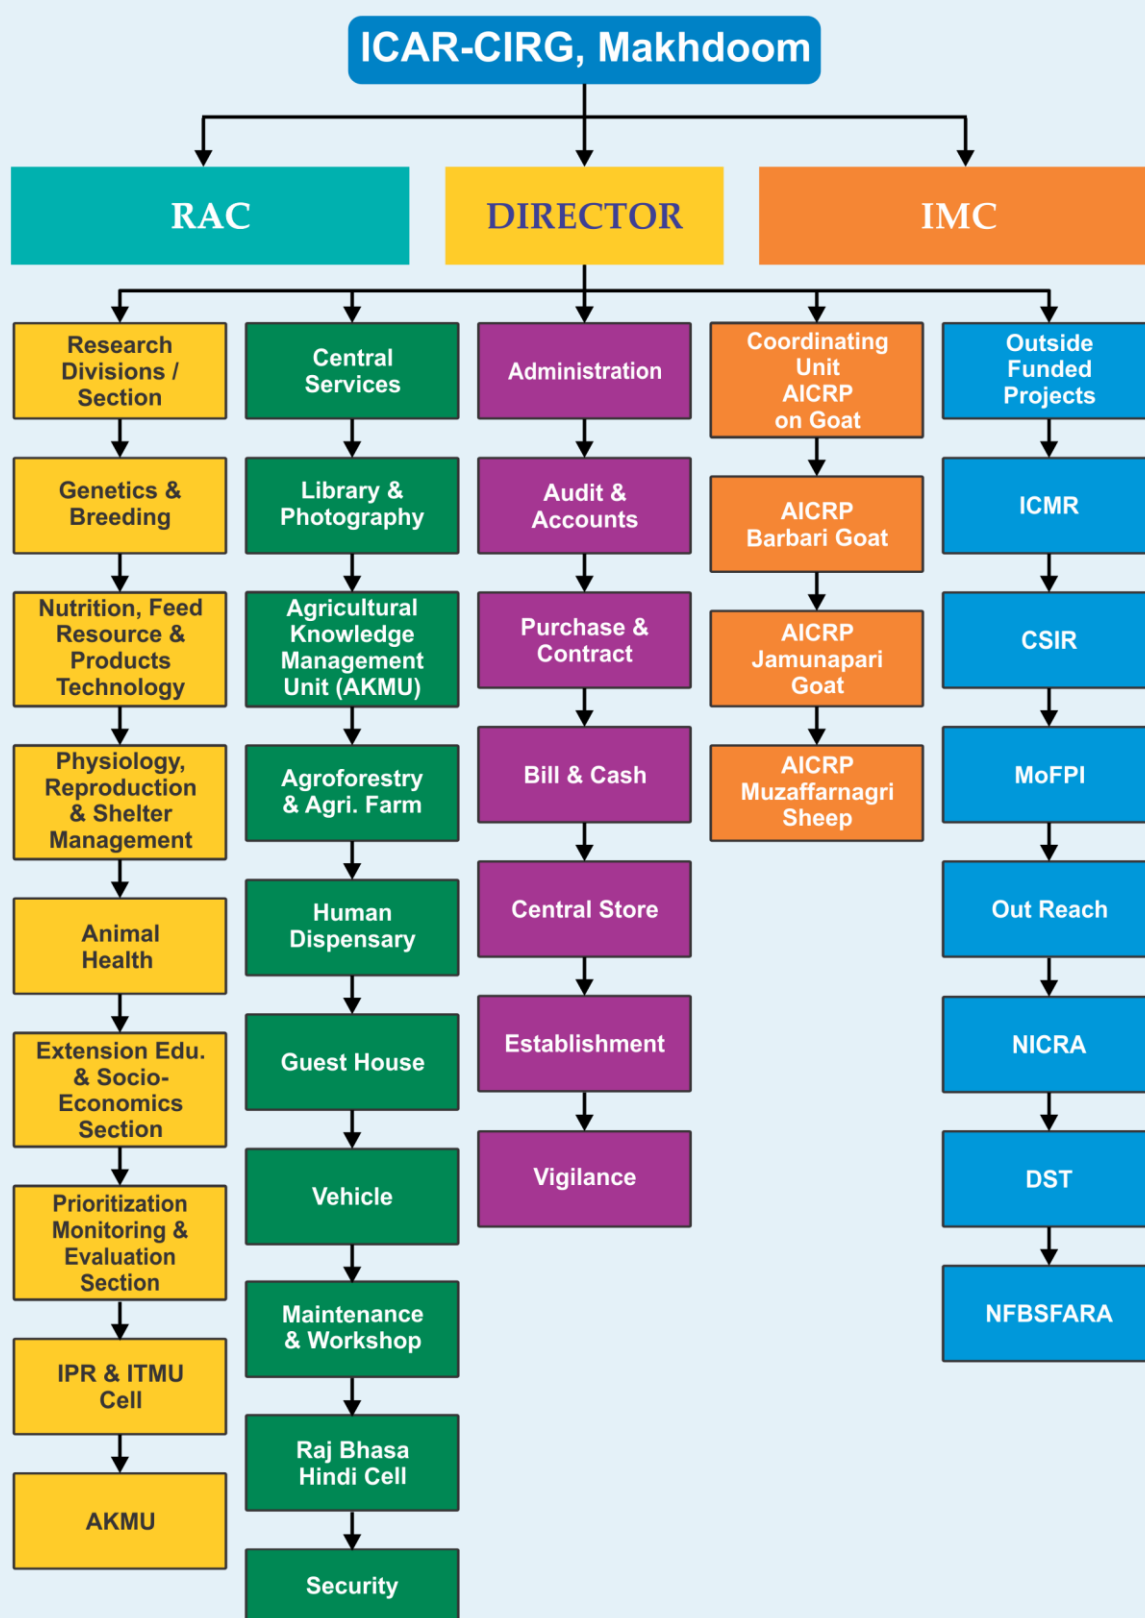 ICAR-CIRG, Makhdoom
RAC
DIRECTOR
IMC
Research
Divisions /
Section
Genetics &
Breeding
Nutrition, Feed
Resource &
Products
Technology
Physiology,
Reproduction
& Shelter
Management
Animal
Health
Extension Edu.
& Socio-
Economics
Section
Prioritization
Monitoring &
Evaluation
Section
IPR & ITMU
Cell
AKMU
Central
Services
Library &
Photography
Agricultural
Knowledge
Management
Unit (AKMU)
Agroforestry
& Agri. Farm
Human
Dispensary
Guest House
Vehicle
Maintenance
& Workshop
Raj Bhasa
Hindi Cell
Security
Administration
Audit &
Accounts
Purchase &
Contract
Bill & Cash
Central Store
Establishment
Vigilance
Coordinating
Unit
AICRP
on Goat
AICRP
Barbari Goat
AICRP
Jamunapari
Goat
AICRP
Muzaffarnagri
Sheep
Outside
Funded
Projects
ICMR
CSIR
MoFPI
Out Reach
NICRA
DST
NFBSFARA